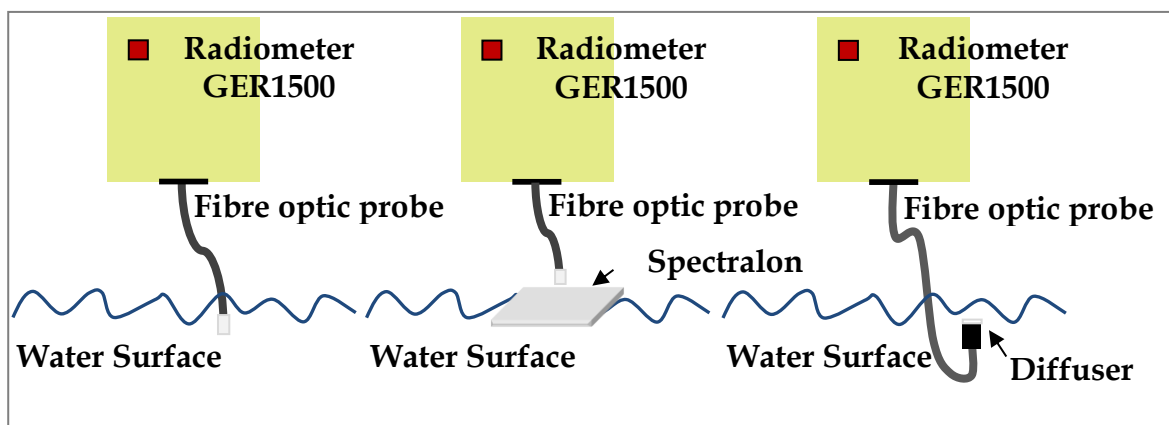 Radiometer
GER1500
Fibre optic probe
Water Surface
Radiometer
GER1500
Fibre optic probe
Spectralon
Water Surface
Radiometer
GER1500
Fibre optic probe
Water Surface
Diffuser